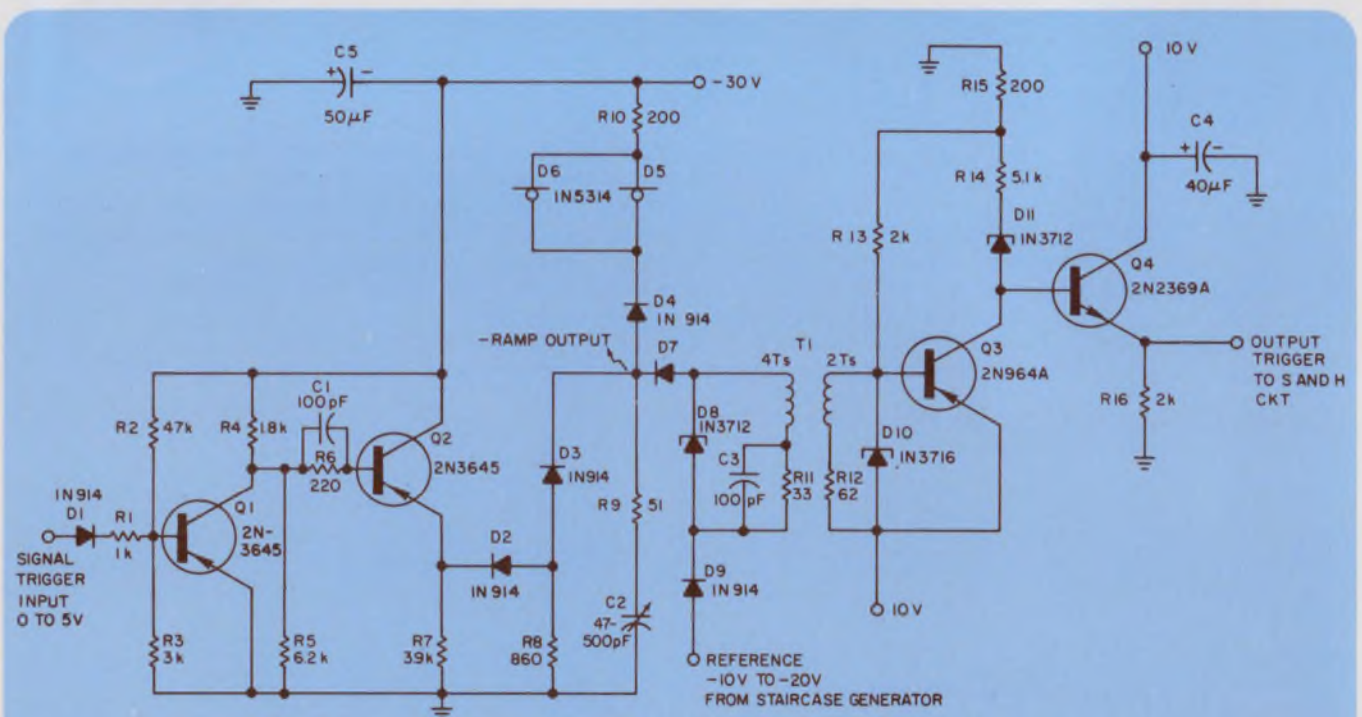 C5
50μF
-30 V
R10
200
D6
D5
IN5314
D4
IN 914
-RAMP OUTPUT
D7
10 V
R15
200
C4
40μF
R14
5.1k
R 13
2k
D11
IN3712
Q4
2N2369A
OUTPUT
TRIGGER
TO S AND H
CKT
R16
2k
T1
4Ts
2Ts
Q3
2N964A
D8
IN3712
D10
IN3716
C3
100 pF
R11
33
R12
62
D9
IN 914
10V
REFERENCE
-10V TO -20V
FROM STAIRCASE GENERATOR
R2
47k
R4
1.8k
C1
100pF
R6
220
Q2
2N3645
D3
IN914
R9
51
IN914
D1
R1
1k
SIGNAL
TRIGGER
INPUT
0 TO 5V
Q1
2N-
3645
D2
IN 914
C2
47-
500pF
R3
3k
R5
6.2k
R7
3.9k
R8
860